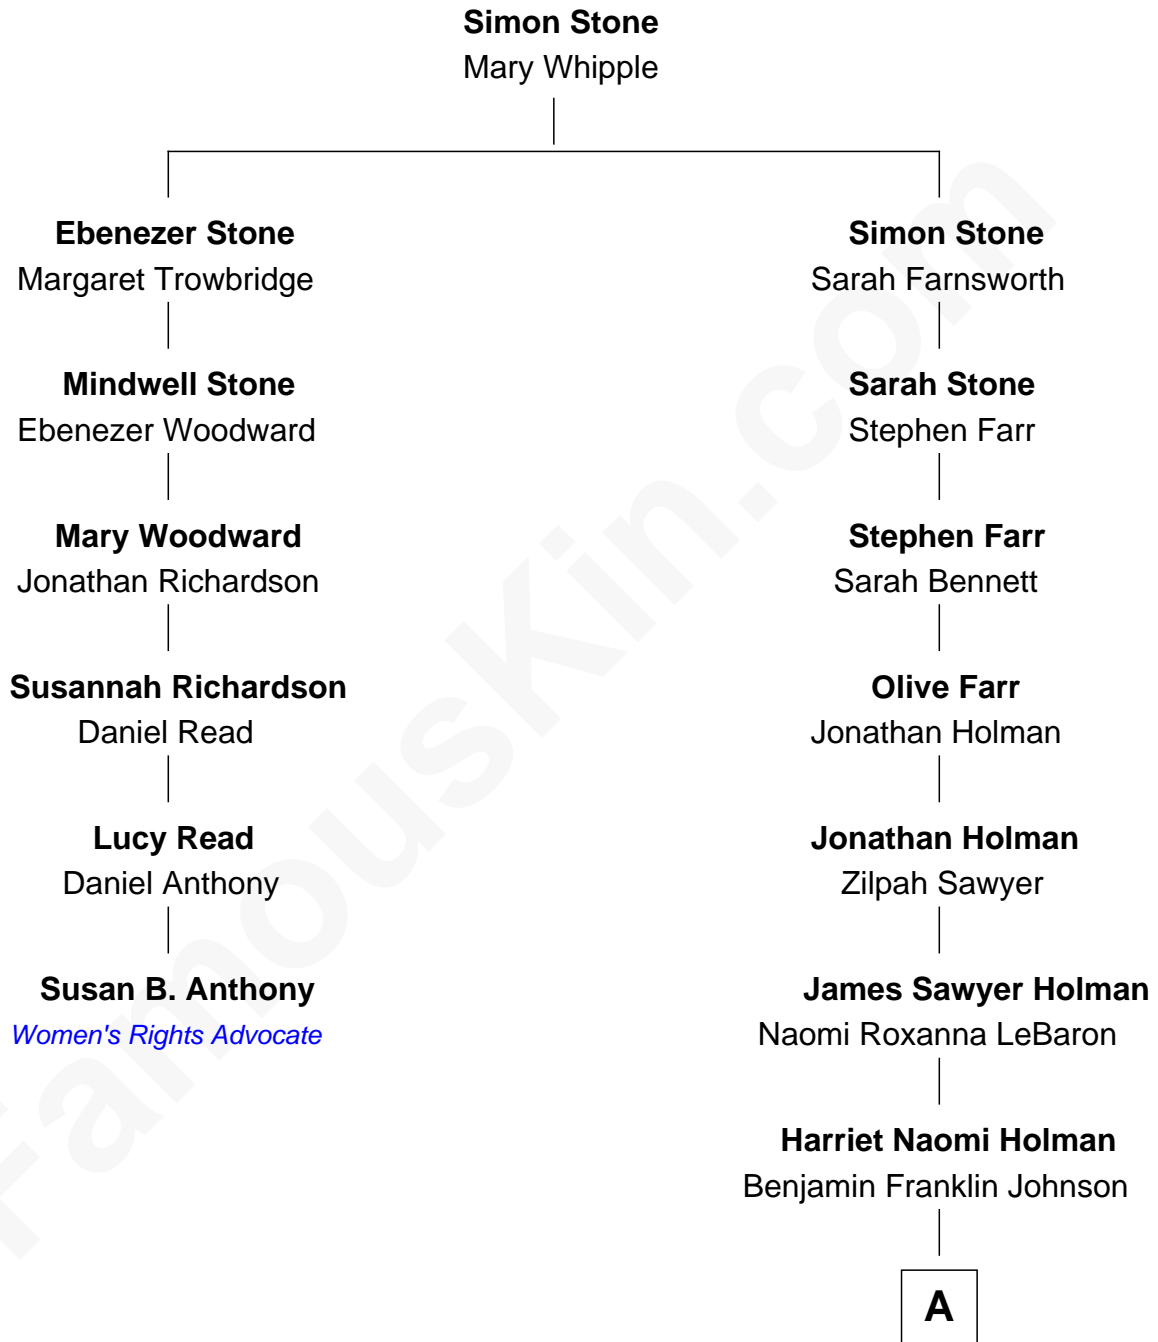 Simon Stone
Mary Whipple
Ebenezer Stone
Margaret Trowbridge
Simon Stone
Sarah Farnsworth
Mindwell Stone
Ebenezer Woodward
Sarah Stone
Stephen Farr
Mary Woodward
Jonathan Richardson
Stephen Farr
Sarah Bennett
Susannah Richardson
Daniel Read
Olive Farr
Jonathan Holman
Lucy Read
Daniel Anthony
Jonathan Holman
Zilpah Sawyer
Susan B. Anthony
Women's Rights Advocate
James Sawyer Holman
Naomi Roxanna LeBaron
Harriet Naomi Holman
Benjamin Franklin Johnson
A
FamousKin.com